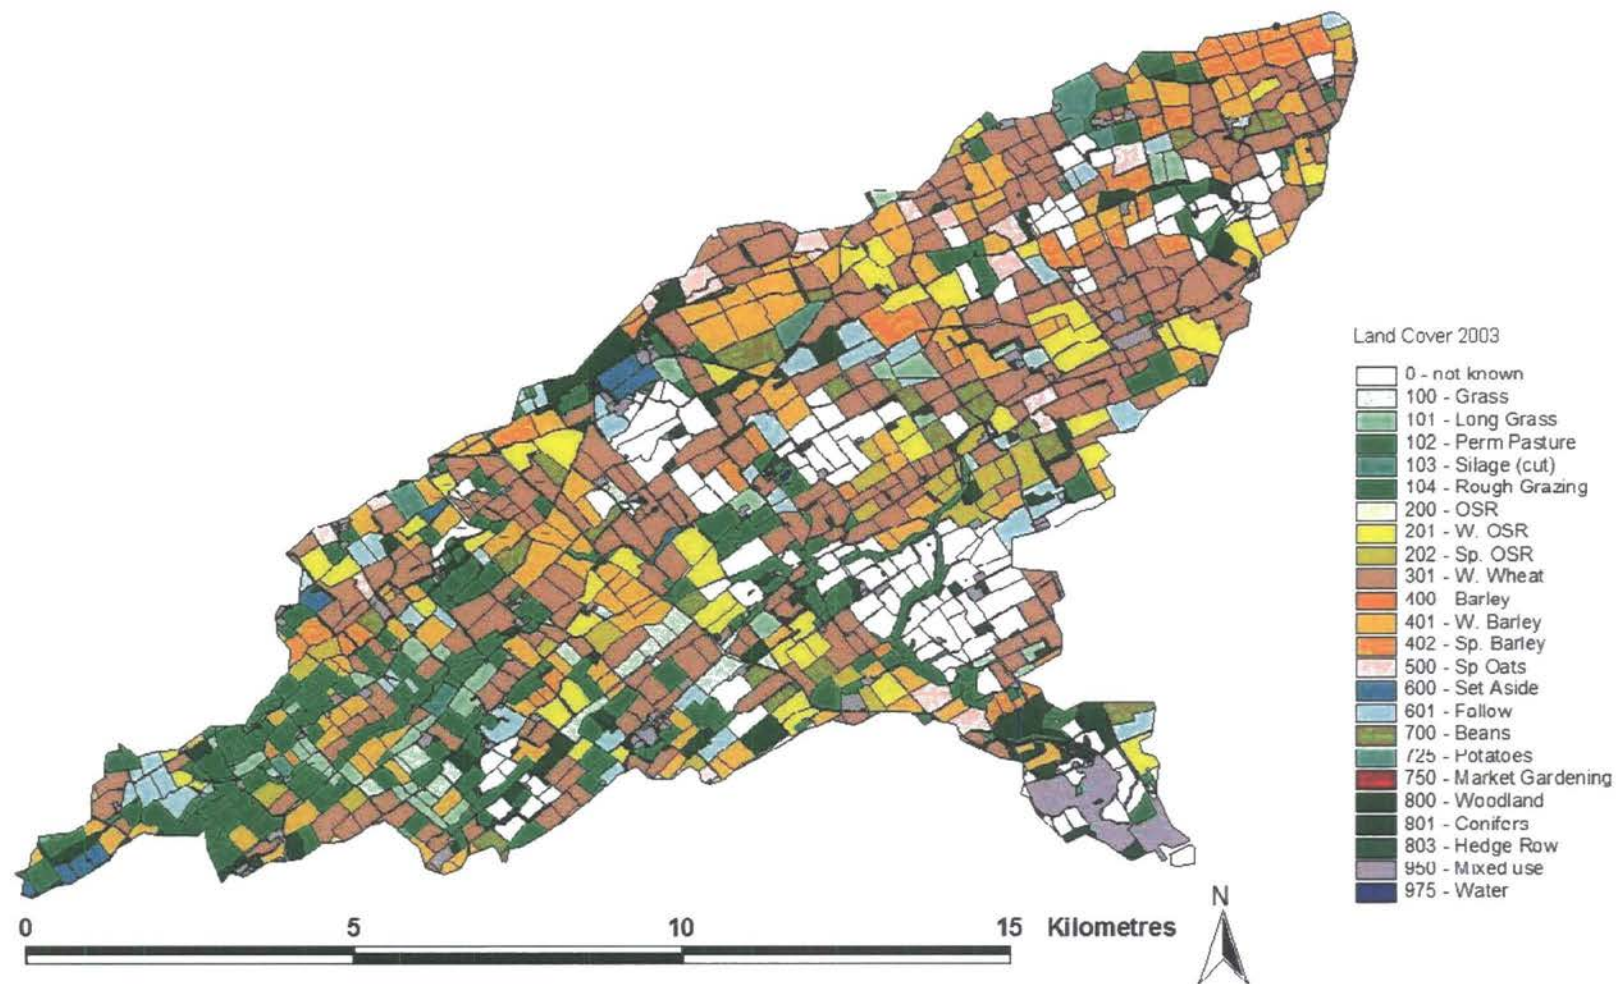 Land Cover 2003
0 - not known
100 - Grass
101 - Long Grass
102 - Perm Pasture
103 - Silage (cut)
104 - Rough Grazing
200 - OSR
201 - W. OSR
202 - Sp. OSR
301 - W. Wheat
400 - Barley
401 - W. Barley
402 - Sp. Barley
500 - Sp Oats
600 - Set Aside
601 - Fallow
700 - Beans
725 - Potatoes
750 - Market Gardening
800 - Woodland
801 - Conifers
803 - Hedge Row
950 - Mixed use
975 - Water
N
0 5 10 15 Kilometres